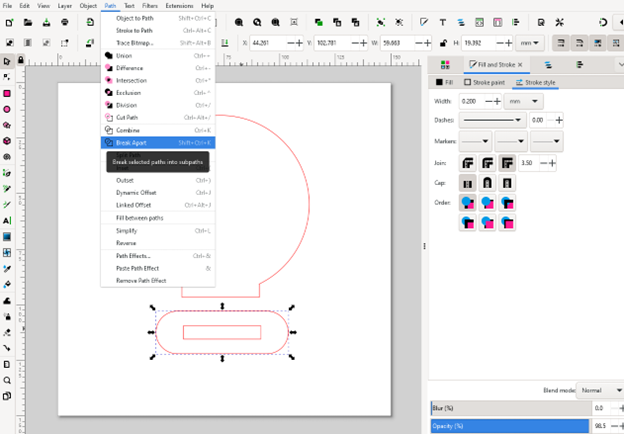 File Edit View Layer Object Path Text Filters Extensions Help
X: 44.261 Y: 102.781 W: 59.663 H: 19.392 mm
Object to Path Shift+Ctrl+C
Stroke to Path Ctrl+Alt+C
Trace Bitmap... Shift+Alt+B
Union Ctrl++
Difference Ctrl+-
Intersection Ctrl+*
Exclusion Ctrl+^
Division Ctrl+/
Cut Path Ctrl+Alt+/
Combine Ctrl+K
Break Apart Shift+Ctrl+K
Break selected paths into subpaths
Outset Ctrl+)
Dynamic Offset Ctrl+J
Linked Offset Ctrl+Alt+J
Fill between paths
Simplify Ctrl+L
Reverse
Path Effects... Ctrl+&
Paste Path Effect &
Remove Path Effect
Fill and Stroke
Fill Stroke paint Stroke style
Width: 0.200 mm
Dashes: 0.00
Markers:
Join: 3.50
Cap:
Order:
Blend mode: Normal
Blur (%) 0.0
Opacity (%) 98.5